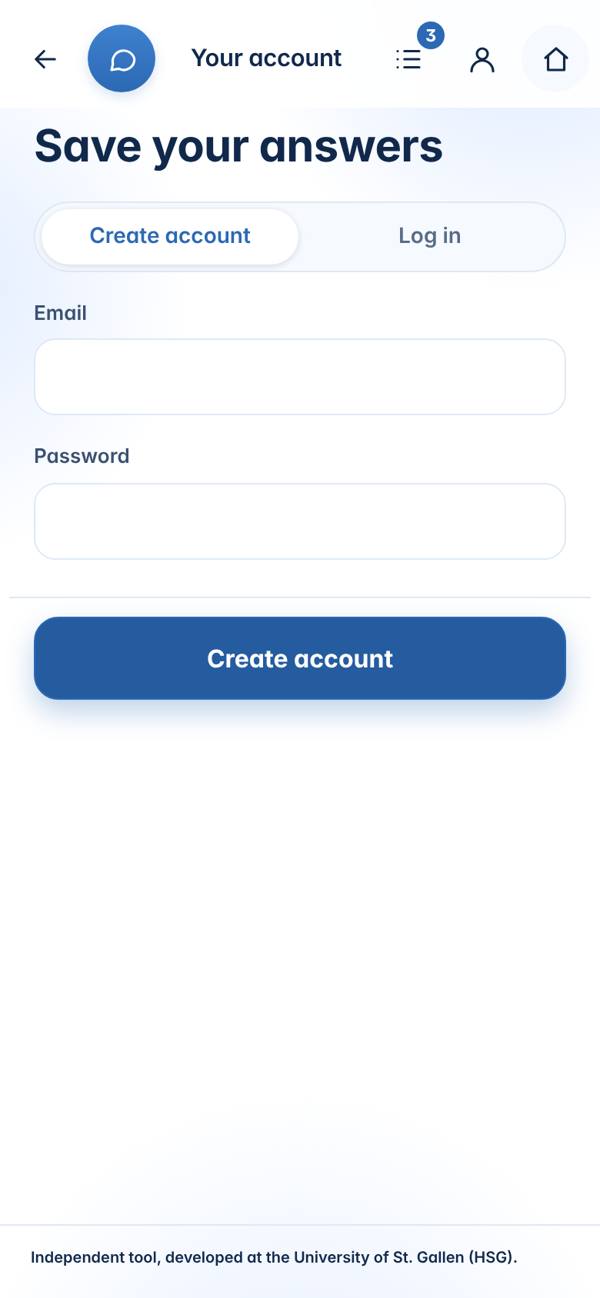 Your account
3
Save your answers
Create account
Log in
Email
Password
Create account
Independent tool, developed at the University of St. Gallen (HSG).